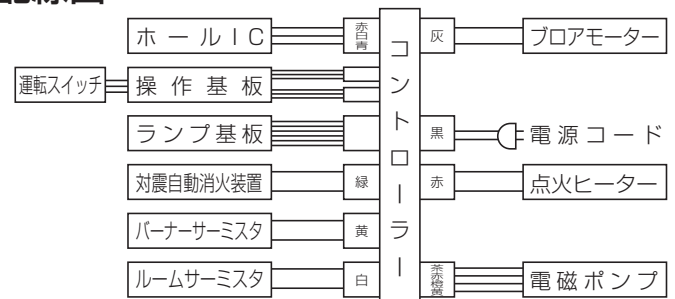 ホールIC 赤白青 灰 ブロアモーター
運転スイッチ 操作基板
ランプ基板 黒 電源コード
対震自動消火装置 緑 赤 点火ヒーター
バーナーサーミスタ 黄
ルームサーミスタ 白 茶赤橙黄 電磁ポンプ
コントローラー